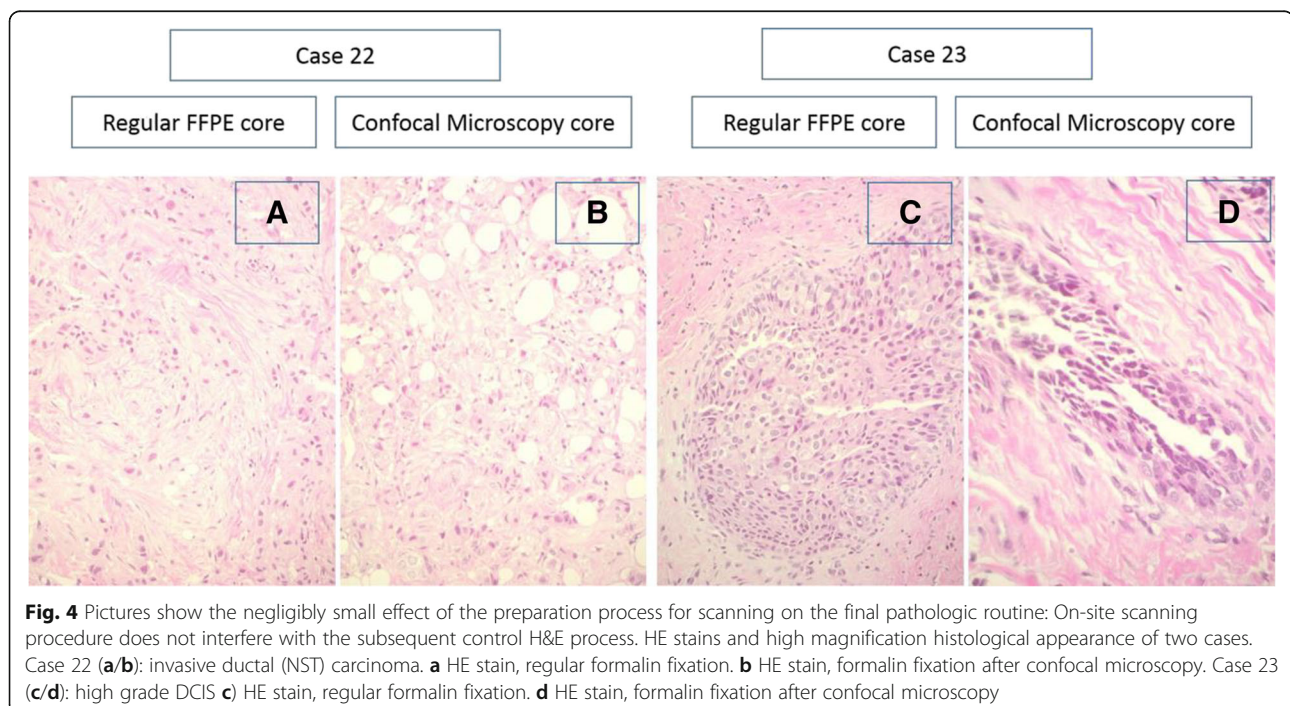 Case 22
Case 23
Regular FFPE core
Confocal Microscopy core
Regular FFPE core
Confocal Microscopy core
A
B
C
D
Fig. 4 Pictures show the negligibly small effect of the preparation process for scanning on the final pathologic routine: On-site scanning
procedure does not interfere with the subsequent control H&E process. HE stains and high magnification histological appearance of two cases.
Case 22 (a/b): invasive ductal (NST) carcinoma. a HE stain, regular formalin fixation. b HE stain, formalin fixation after confocal microscopy. Case 23
(c/d): high grade DCIS c) HE stain, regular formalin fixation. d HE stain, formalin fixation after confocal microscopy